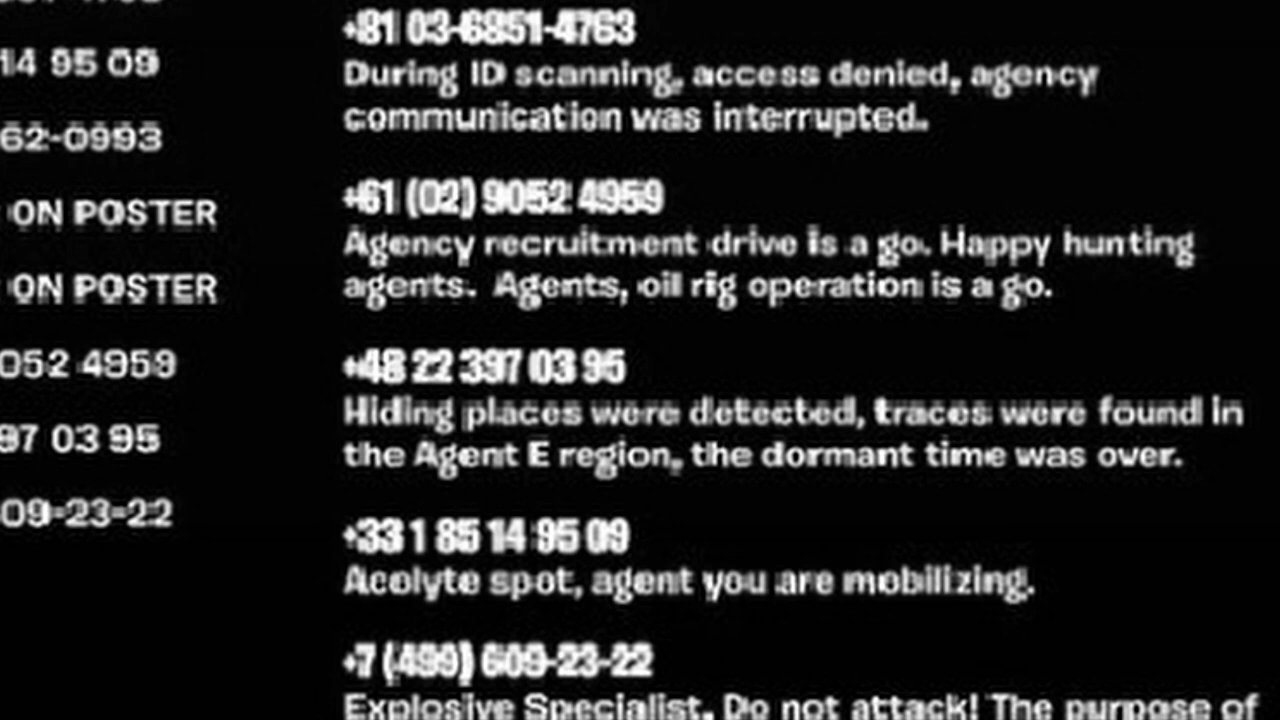 14 95 09
62-0993
ON POSTER
ON POSTER
052 4959
97 03 95
09-23-22
+81 03-6851-4763
During ID scanning, access denied, agency
communication was interrupted.
+61 (02) 9052 4959
Agency recruitment drive is a go. Happy hunting
agents. Agents, oil rig operation is a go.
+48 22 397 03 95
Hiding places were detected, traces were found in
the Agent E region, the dormant time was over.
+33 1 85 14 95 09
Acolyte spot, agent you are mobilizing.
+7 (499) 609-23-22
Explosive Specialist. Do not attack! The purpose of